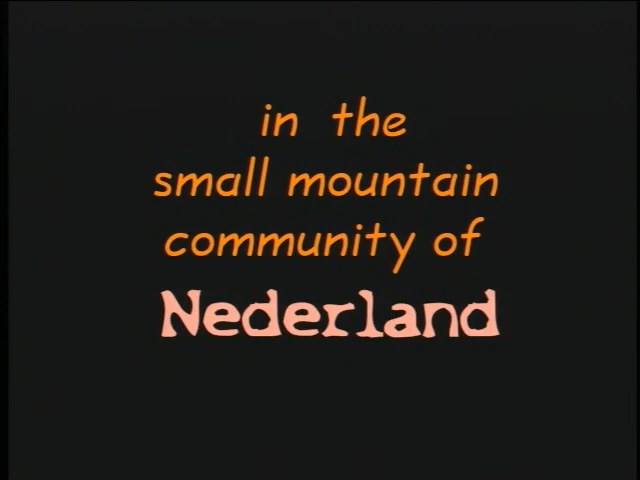 in the
small mountain
community of
Nederland